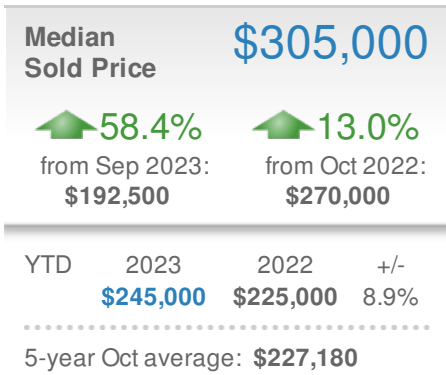 Median $305,000
Sold Price
58.4% 13.0%
from Sep 2023: from Oct 2022:
$192,500 $270,000
YTD 2023 2022 +/-
$245,000 $225,000 8.9%
5-year Oct average: $227,180